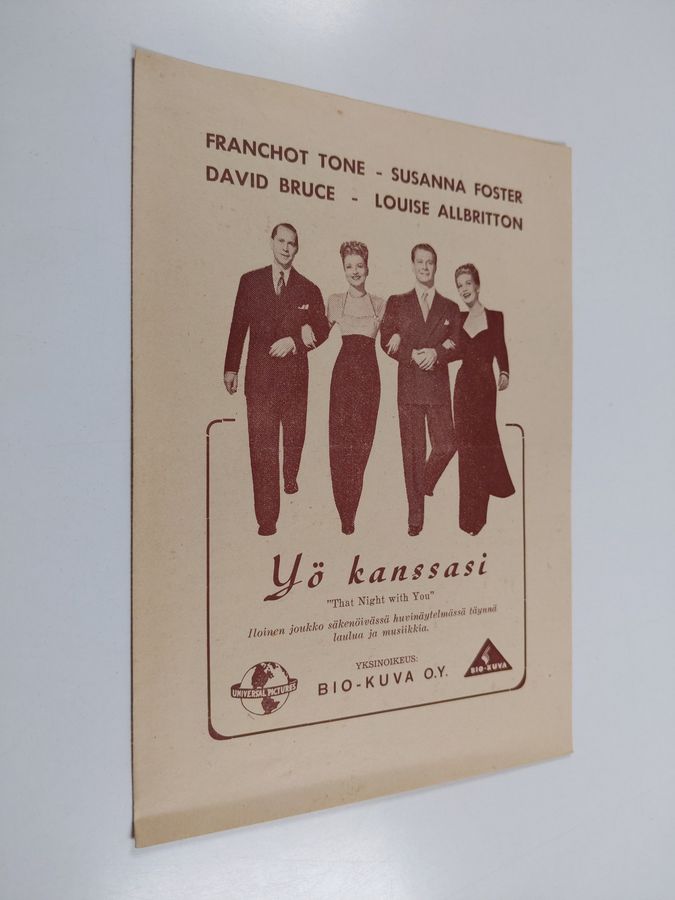 FRANCHOT TONE - SUSANNA FOSTER
DAVID BRUCE - LOUISE ALLBRITTON
Yö kanssasi
"That Night with You"
Iloinen joukko säkenöivässä huvinäytelmässä täynnä
laulua ja musiikkia.
YKSINOIKEUS:
BIO-KUVA O.Y.
UNIVERSAL PICTURES
BIO-KUVA